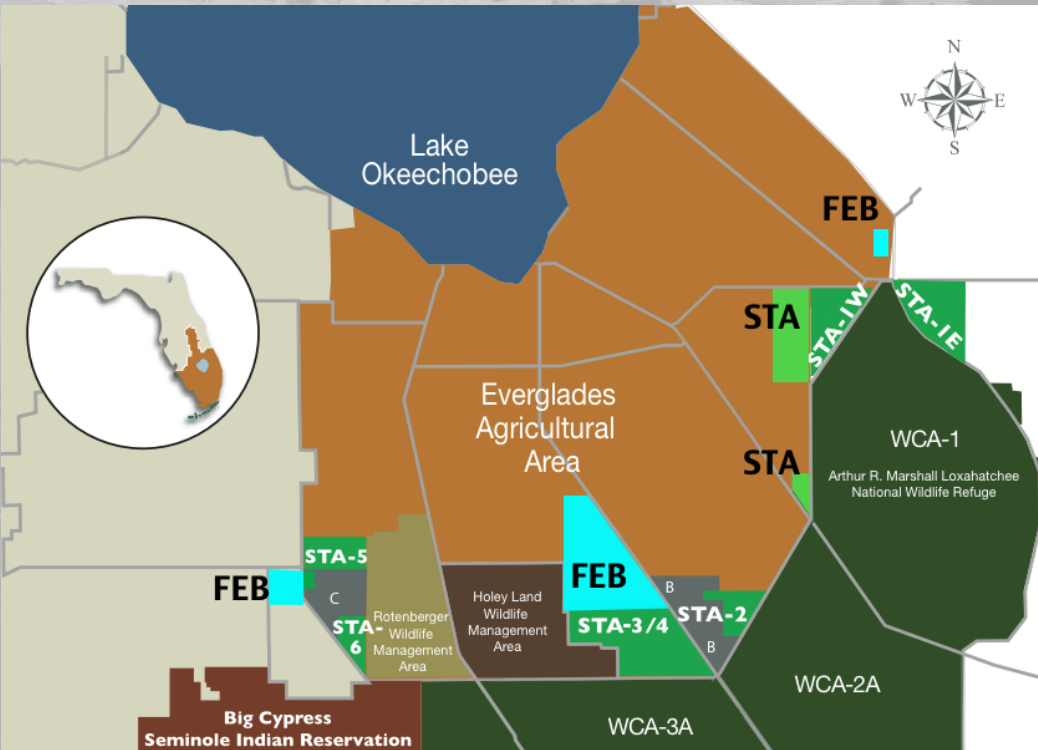 N
W
E
S
Lake
Okeechobee
FEB
STA
STA-1W
STA-1E
Everglades
Agricultural
Area
WCA-1
Arthur R. Marshall Loxahatchee
National Wildlife Refuge
STA
STA-5
FEB
C
STA-
6
Rotenberger
Wildlife
Management
Area
Holey Land
Wildlife
Management
Area
FEB
STA-3/4
B
STA-2
B
WCA-2A
Big Cypress
Seminole Indian Reservation
WCA-3A